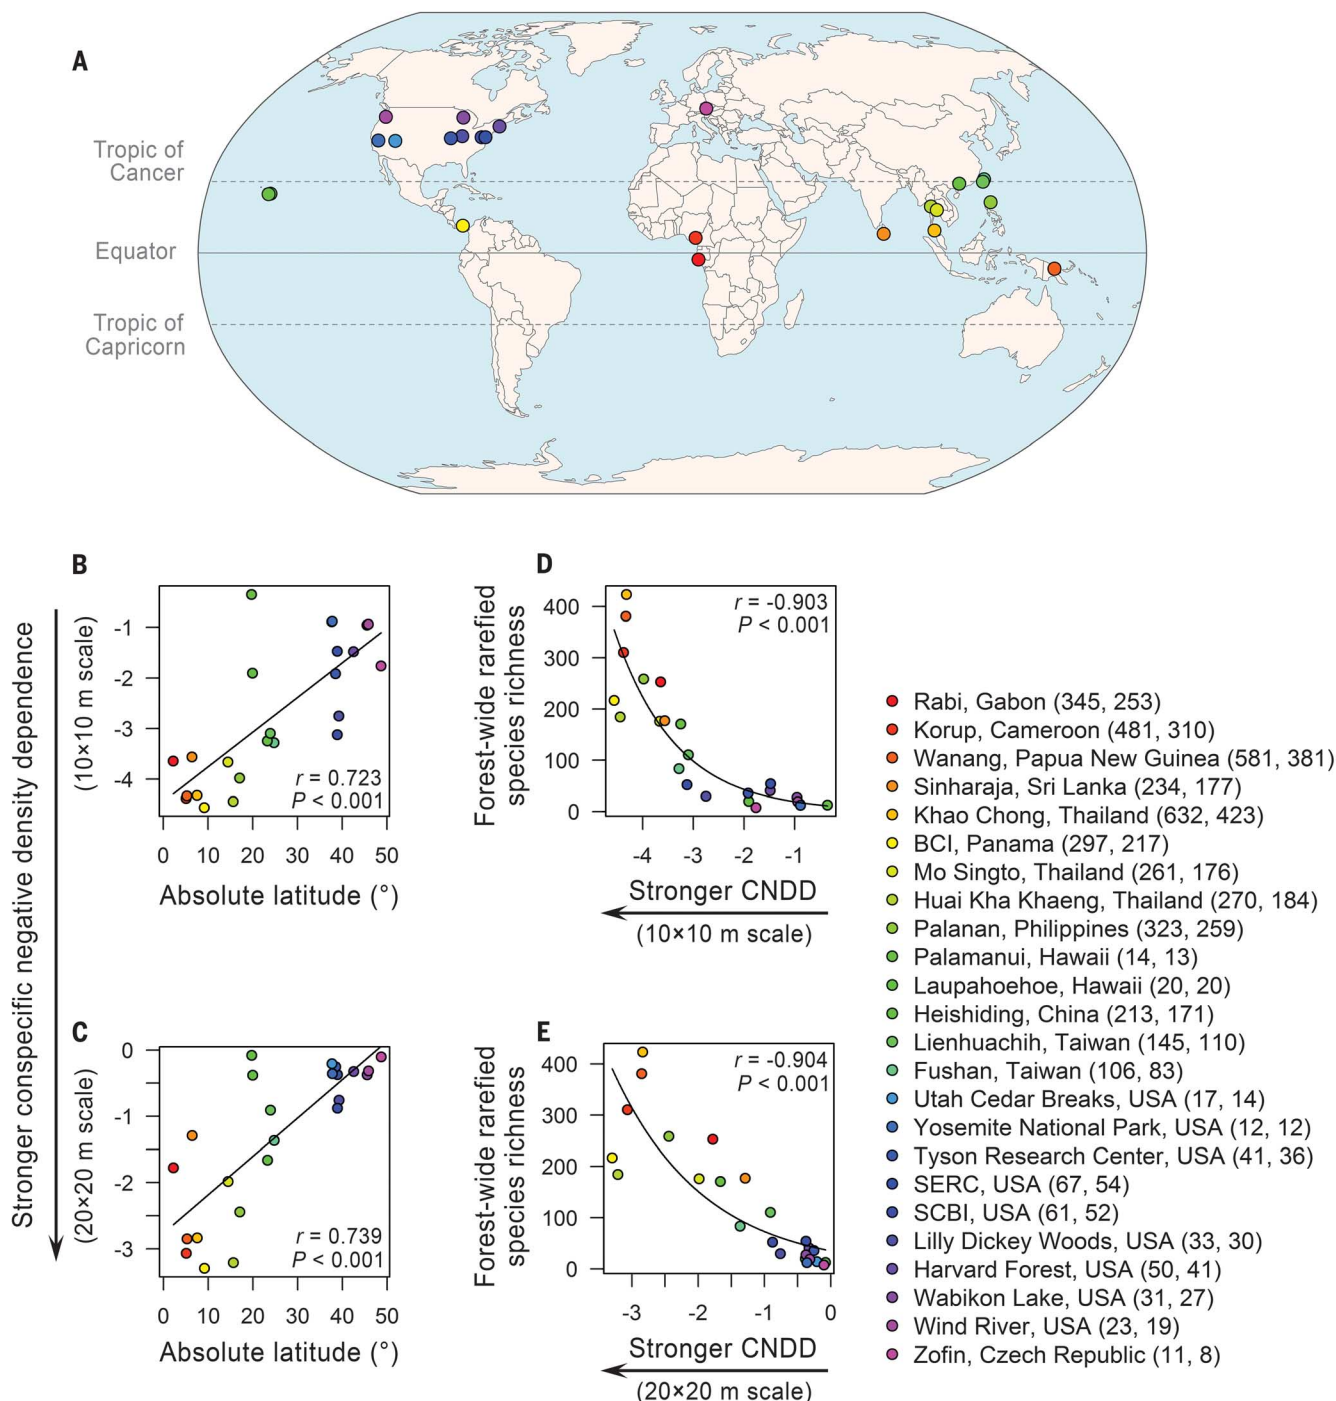 A
Tropic of
Cancer
Equator
Tropic of
Capricorn
Stronger conspecific negative density dependence
B
(10×10 m scale)
-1
-2
-3
-4
r = 0.723
P < 0.001
0 10 20 30 40 50
Absolute latitude (°)
D
Forest-wide rarefied
species richness
400
300
200
100
0
r = -0.903
P < 0.001
-4 -3 -2 -1
Stronger CNDD
(10×10 m scale)
C
(20×20 m scale)
0
-1
-2
-3
r = 0.739
P < 0.001
0 10 20 30 40 50
Absolute latitude (°)
E
Forest-wide rarefied
species richness
400
300
200
100
0
r = -0.904
P < 0.001
-3 -2 -1 0
Stronger CNDD
(20×20 m scale)
Rabi, Gabon (345, 253)
Korup, Cameroon (481, 310)
Wanang, Papua New Guinea (581, 381)
Sinharaja, Sri Lanka (234, 177)
Khao Chong, Thailand (632, 423)
BCI, Panama (297, 217)
Mo Singto, Thailand (261, 176)
Huai Kha Khaeng, Thailand (270, 184)
Palanan, Philippines (323, 259)
Palamanui, Hawaii (14, 13)
Laupahoehoe, Hawaii (20, 20)
Heishiding, China (213, 171)
Lienhuachih, Taiwan (145, 110)
Fushan, Taiwan (106, 83)
Utah Cedar Breaks, USA (17, 14)
Yosemite National Park, USA (12, 12)
Tyson Research Center, USA (41, 36)
SERC, USA (67, 54)
SCBI, USA (61, 52)
Lilly Dickey Woods, USA (33, 30)
Harvard Forest, USA (50, 41)
Wabikon Lake, USA (31, 27)
Wind River, USA (23, 19)
Zofin, Czech Republic (11, 8)